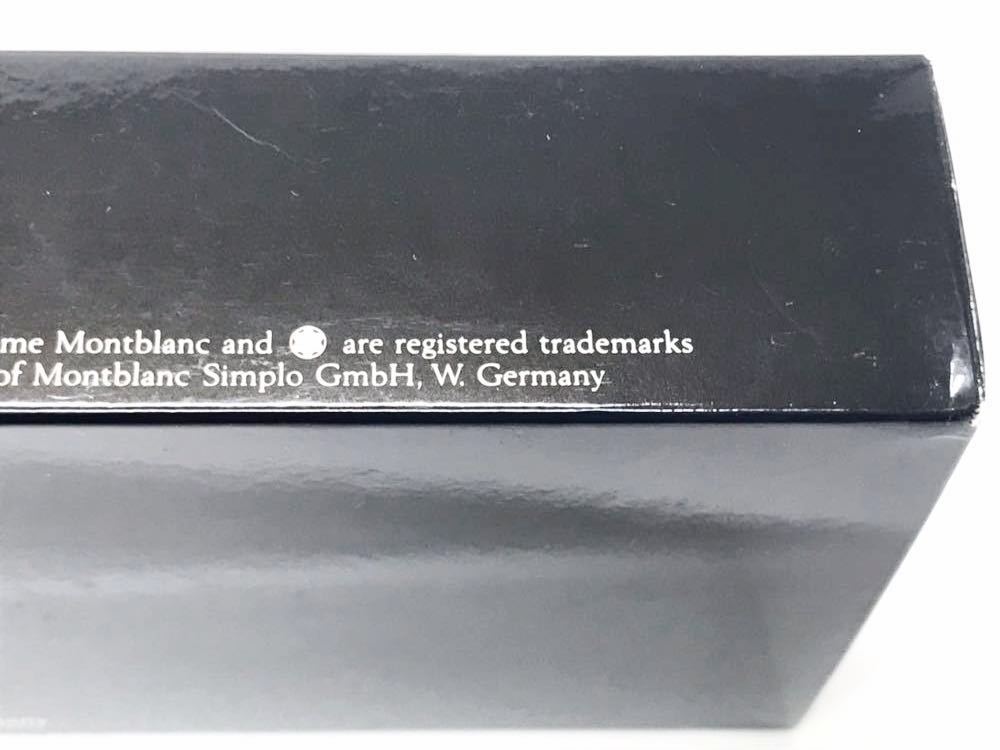 me Montblanc and are registered trademarks
of Montblanc Simplo GmbH, W. Germany